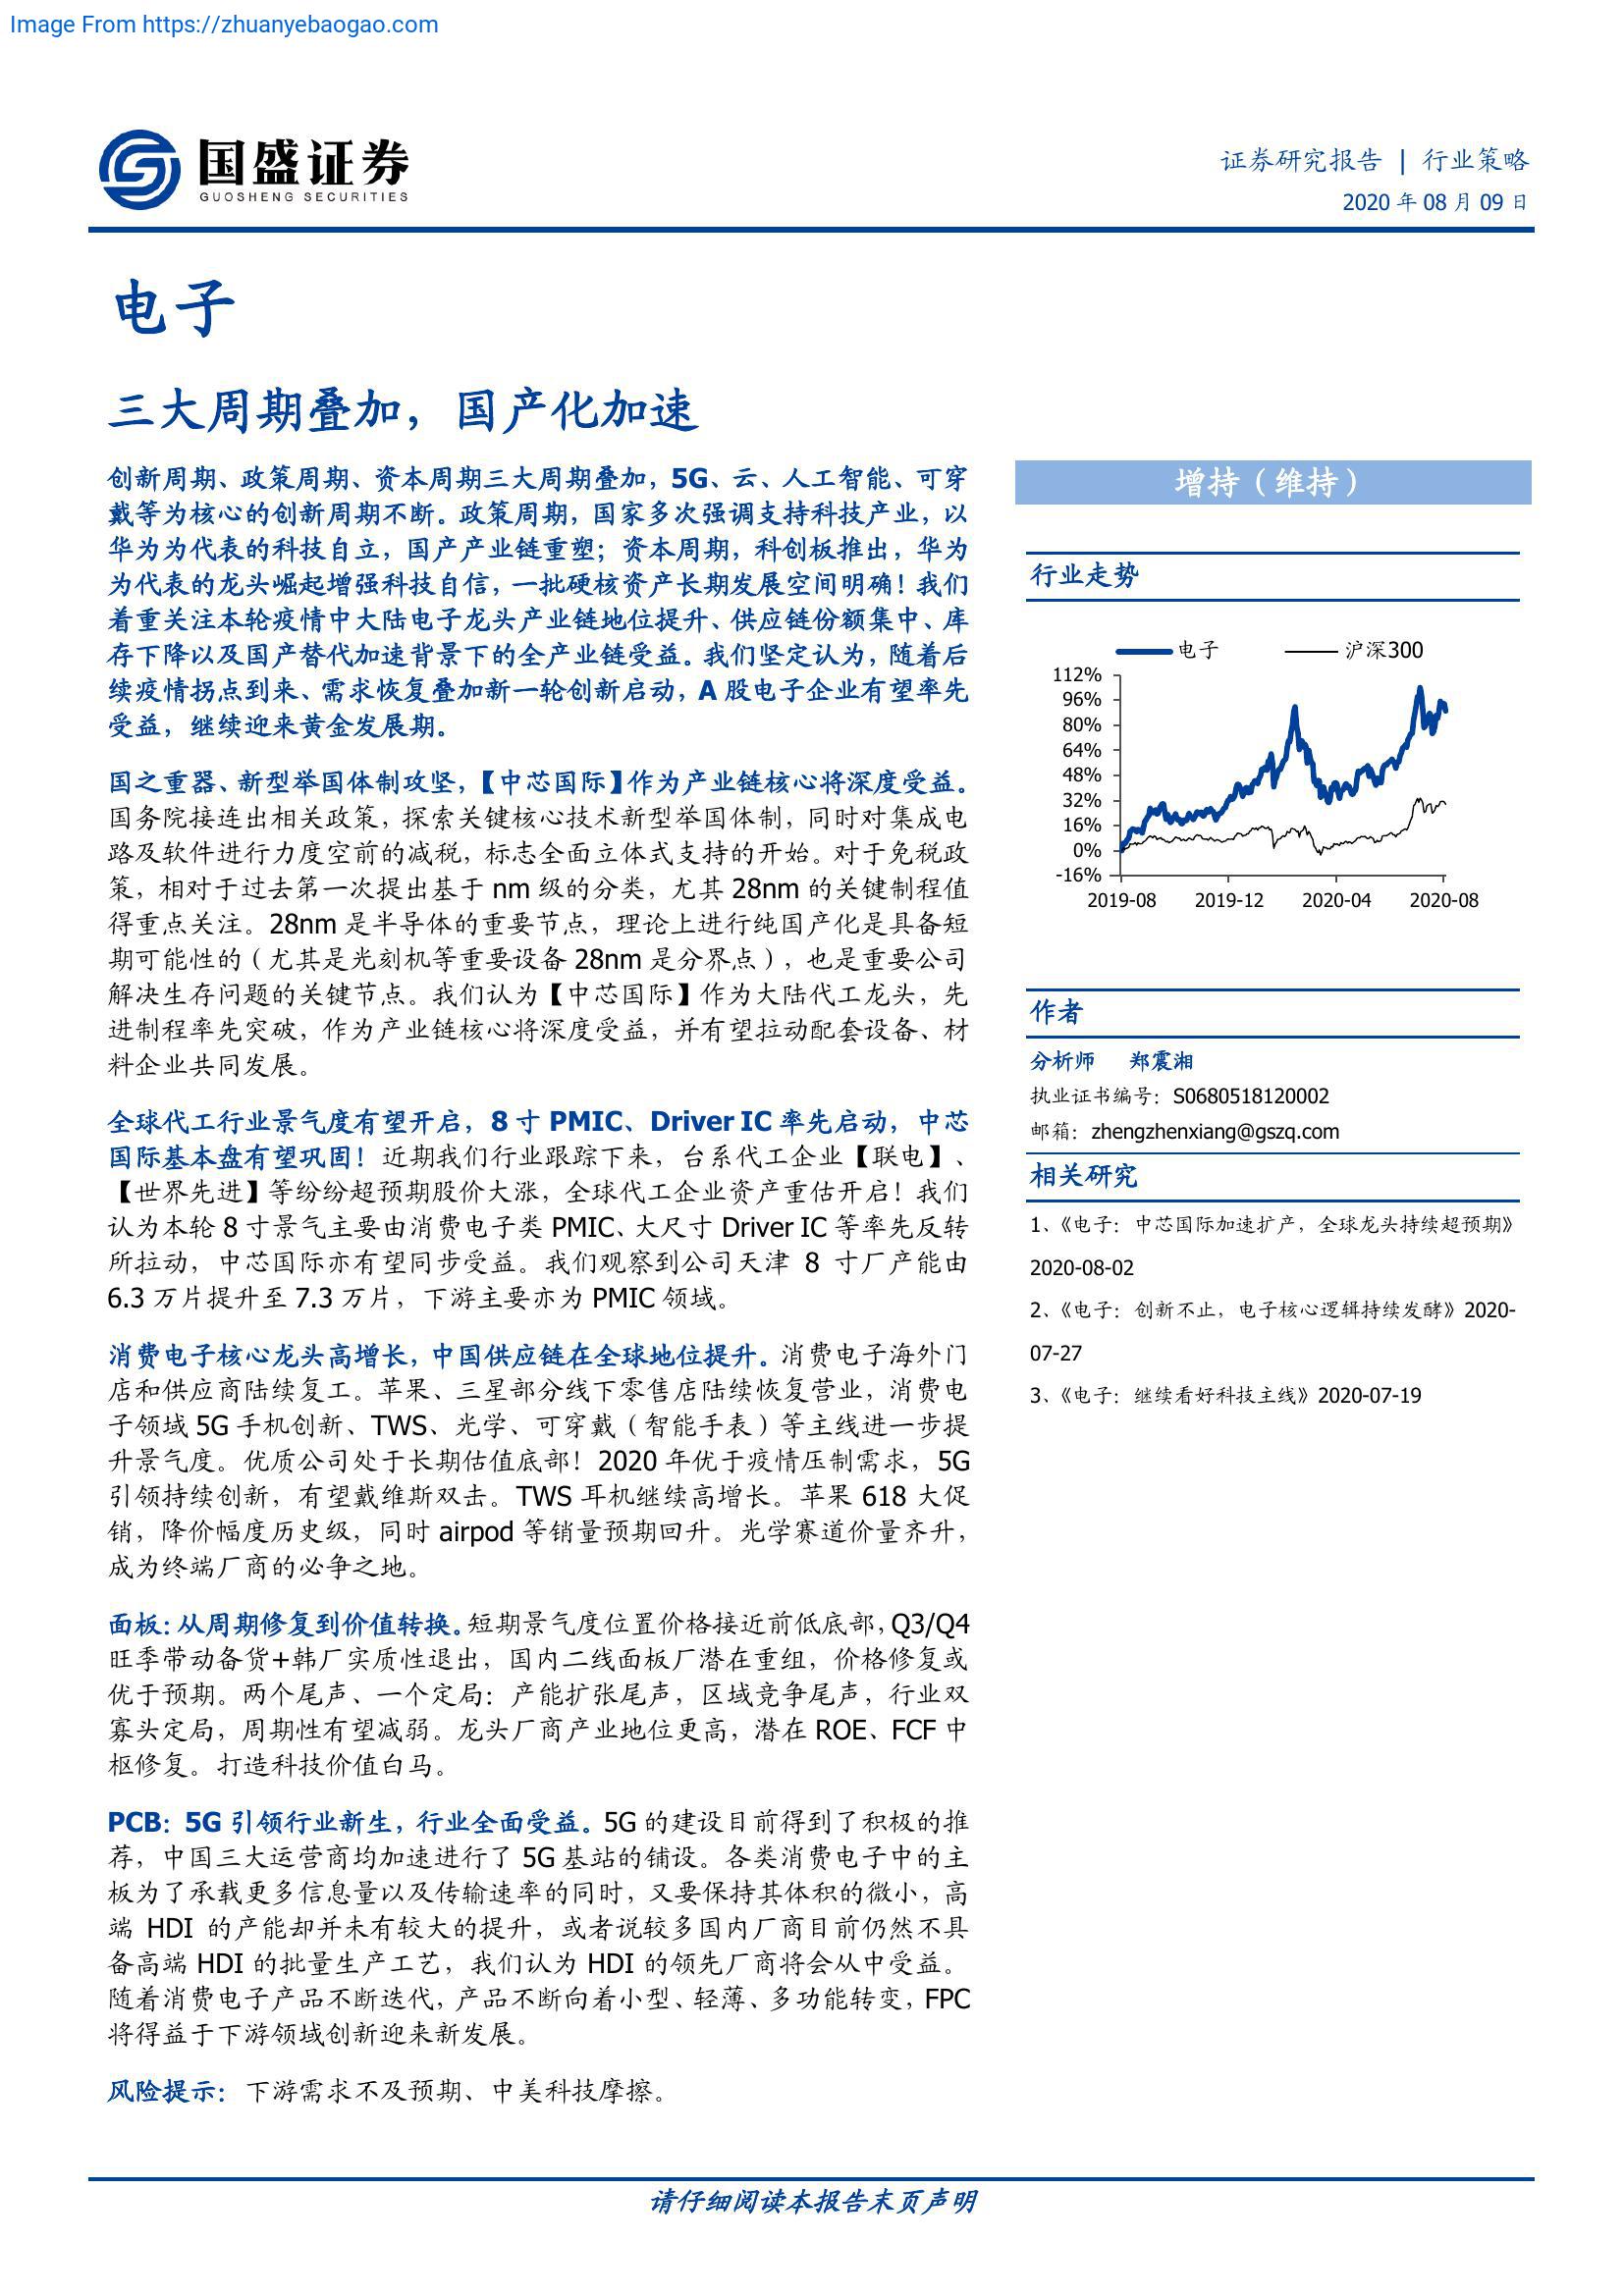 Image From https://zhuanyebaogao.com
国盛证券
GUOSHENG SECURITIES
证券研究报告 | 行业策略
2020 年 08 月 09 日
电子
三大周期叠加，国产化加速
创新周期、政策周期、资本周期三大周期叠加，5G、云、人工智能、可穿
戴等为核心的创新周期不断。政策周期，国家多次强调支持科技产业，以
华为为代表的科技自立，国产产业链重塑；资本周期，科创板推出，华为
为代表的龙头崛起增强科技自信，一批硬核资产长期发展空间明确！我们
着重关注本轮疫情中大陆电子龙头产业链地位提升、供应链份额集中、库
存下降以及国产替代加速背景下的全产业链受益。我们坚定认为，随着后
续疫情拐点到来、需求恢复叠加新一轮创新启动，A 股电子企业有望率先
受益，继续迎来黄金发展期。
国之重器、新型举国体制攻坚，【中芯国际】作为产业链核心将深度受益。
国务院接连出相关政策，探索关键核心技术新型举国体制，同时对集成电
路及软件进行力度空前的减税，标志全面立体式支持的开始。对于免税政
策，相对于过去第一次提出基于 nm 级的分类，尤其 28nm 的关键制程值
得重点关注。28nm 是半导体的重要节点，理论上进行纯国产化是具备短
期可能性的（尤其是光刻机等重要设备 28nm 是分界点），也是重要公司
解决生存问题的关键节点。我们认为【中芯国际】作为大陆代工龙头，先
进制程率先突破，作为产业链核心将深度受益，并有望拉动配套设备、材
料企业共同发展。
全球代工行业景气度有望开启，8 寸 PMIC、Driver IC 率先启动，中芯
国际基本盘有望巩固！近期我们行业跟踪下来，台系代工企业【联电】、
【世界先进】等纷纷超预期股价大涨，全球代工企业资产重估开启！我们
认为本轮 8 寸景气主要由消费电子类 PMIC、大尺寸 Driver IC 等率先反转
所拉动，中芯国际亦有望同步受益。我们观察到公司天津 8 寸厂产能由
6.3 万片提升至 7.3 万片，下游主要亦为 PMIC 领域。
消费电子核心龙头高增长，中国供应链在全球地位提升。消费电子海外门
店和供应商陆续复工。苹果、三星部分线下零售店陆续恢复营业，消费电
子领域 5G 手机创新、TWS、光学、可穿戴（智能手表）等主线进一步提
升景气度。优质公司处于长期估值底部！2020 年优于疫情压制需求，5G
引领持续创新，有望戴维斯双击。TWS 耳机继续高增长。苹果 618 大促
销，降价幅度历史级，同时 airpod 等销量预期回升。光学赛道价量齐升，
成为终端厂商的必争之地。
面板：从周期修复到价值转换。短期景气度位置价格接近前低底部，Q3/Q4
旺季带动备货+韩厂实质性退出，国内二线面板厂潜在重组，价格修复或
优于预期。两个尾声、一个定局：产能扩张尾声，区域竞争尾声，行业双
寡头定局，周期性有望减弱。龙头厂商产业地位更高，潜在 ROE、FCF 中
枢修复。打造科技价值白马。
PCB：5G 引领行业新生，行业全面受益。5G 的建设目前得到了积极的推
荐，中国三大运营商均加速进行了 5G 基站的铺设。各类消费电子中的主
板为了承载更多信息量以及传输速率的同时，又要保持其体积的微小，高
端 HDI 的产能却并未有较大的提升，或者说较多国内厂商目前仍然不具
备高端 HDI 的批量生产工艺，我们认为 HDI 的领先厂商将会从中受益。
随着消费电子产品不断迭代，产品不断向着小型、轻薄、多功能转变，FPC
将得益于下游领域创新迎来新发展。
风险提示：下游需求不及预期、中美科技摩擦。
增持（维持）
行业走势
电子 沪深300
112%
96%
80%
64%
48%
32%
16%
0%
-16%
2019-08 2019-12 2020-04 2020-08
作者
分析师 郑震湘
执业证书编号：S0680518120002
邮箱：zhengzhenxiang@gszq.com
相关研究
1、《电子：中芯国际加速扩产，全球龙头持续超预期》
2020-08-02
2、《电子：创新不止，电子核心逻辑持续发酵》2020-
07-27
3、《电子：继续看好科技主线》2020-07-19
请仔细阅读本报告末页声明